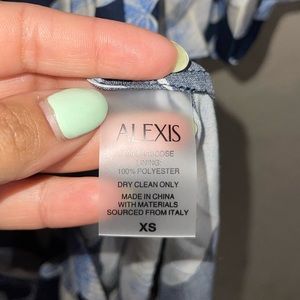 ALEXIS
VISCOSE
LINING:
100% POLYESTER
DRY CLEAN ONLY
MADE IN CHINA
WITH MATERIALS
SOURCED FROM ITALY
XS